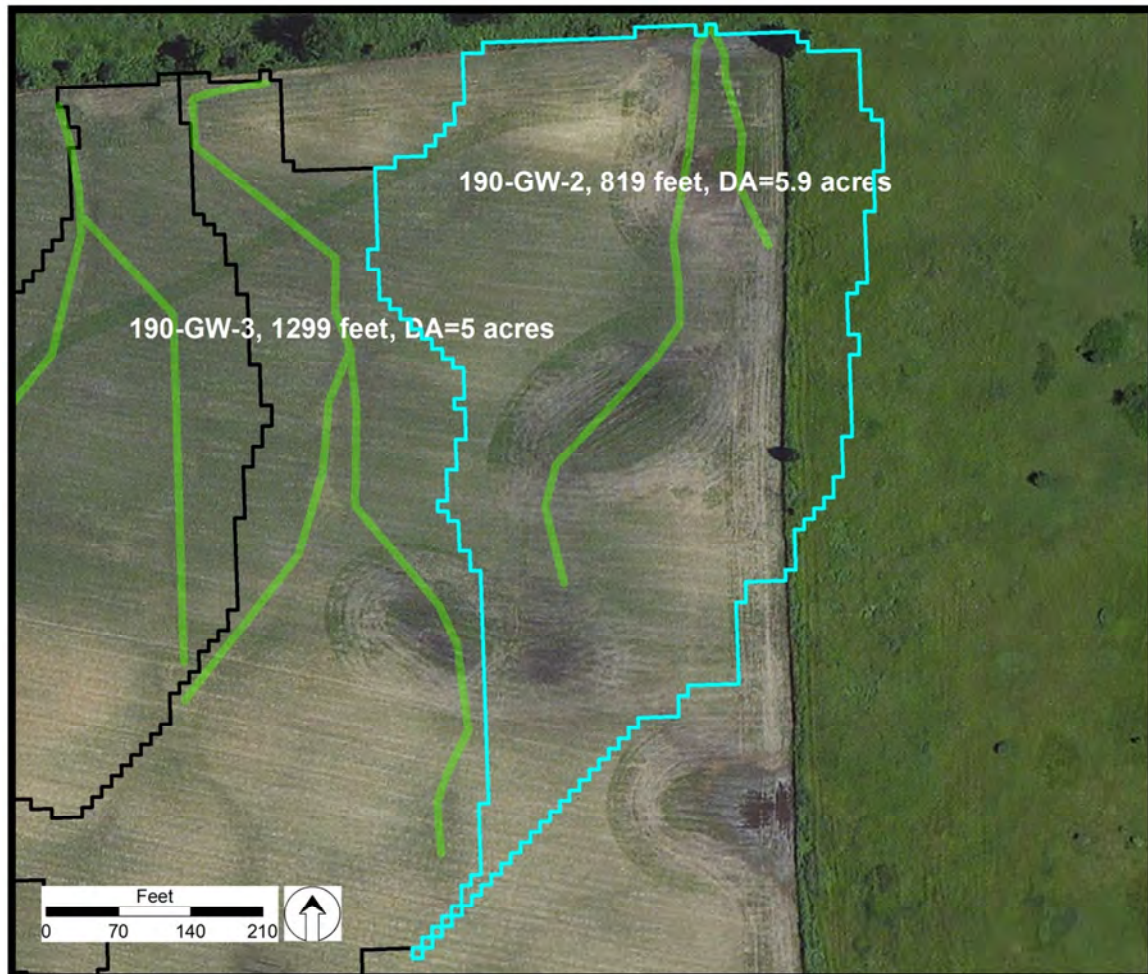 190-GW-2, 819 feet, DA=5.9 acres
190-GW-3, 1299 feet, DA=5 acres
Feet
0 70 140 210